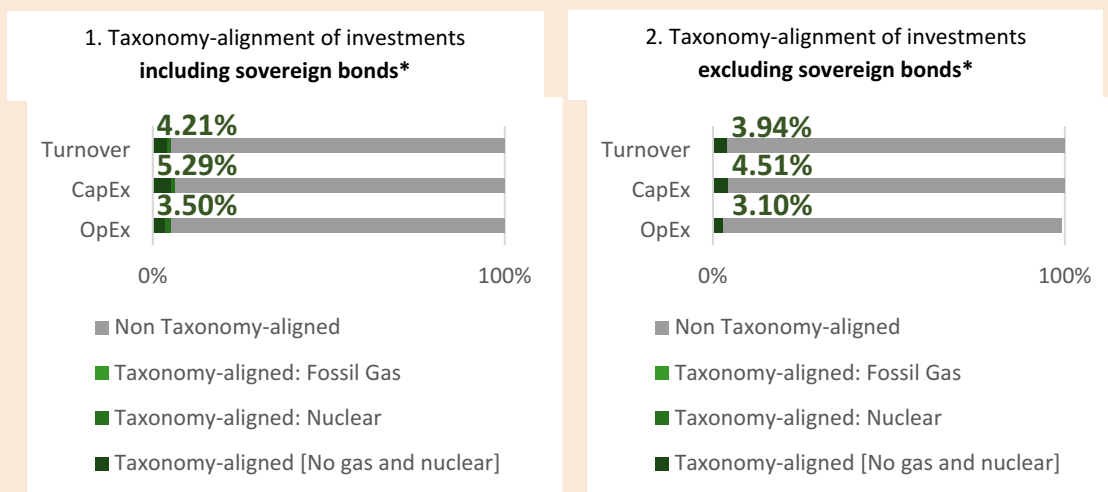 1. Taxonomy-alignment of investments
including sovereign bonds*
4.21%
Turnover
5.29%
CapEx
3.50%
OpEx
0%
100%
Non Taxonomy-aligned
Taxonomy-aligned: Fossil Gas
Taxonomy-aligned: Nuclear
Taxonomy-aligned [No gas and nuclear]
2. Taxonomy-alignment of investments
excluding sovereign bonds*
3.94%
Turnover
4.51%
CapEx
3.10%
OpEx
0%
100%
Non Taxonomy-aligned
Taxonomy-aligned: Fossil Gas
Taxonomy-aligned: Nuclear
Taxonomy-aligned [No gas and nuclear]